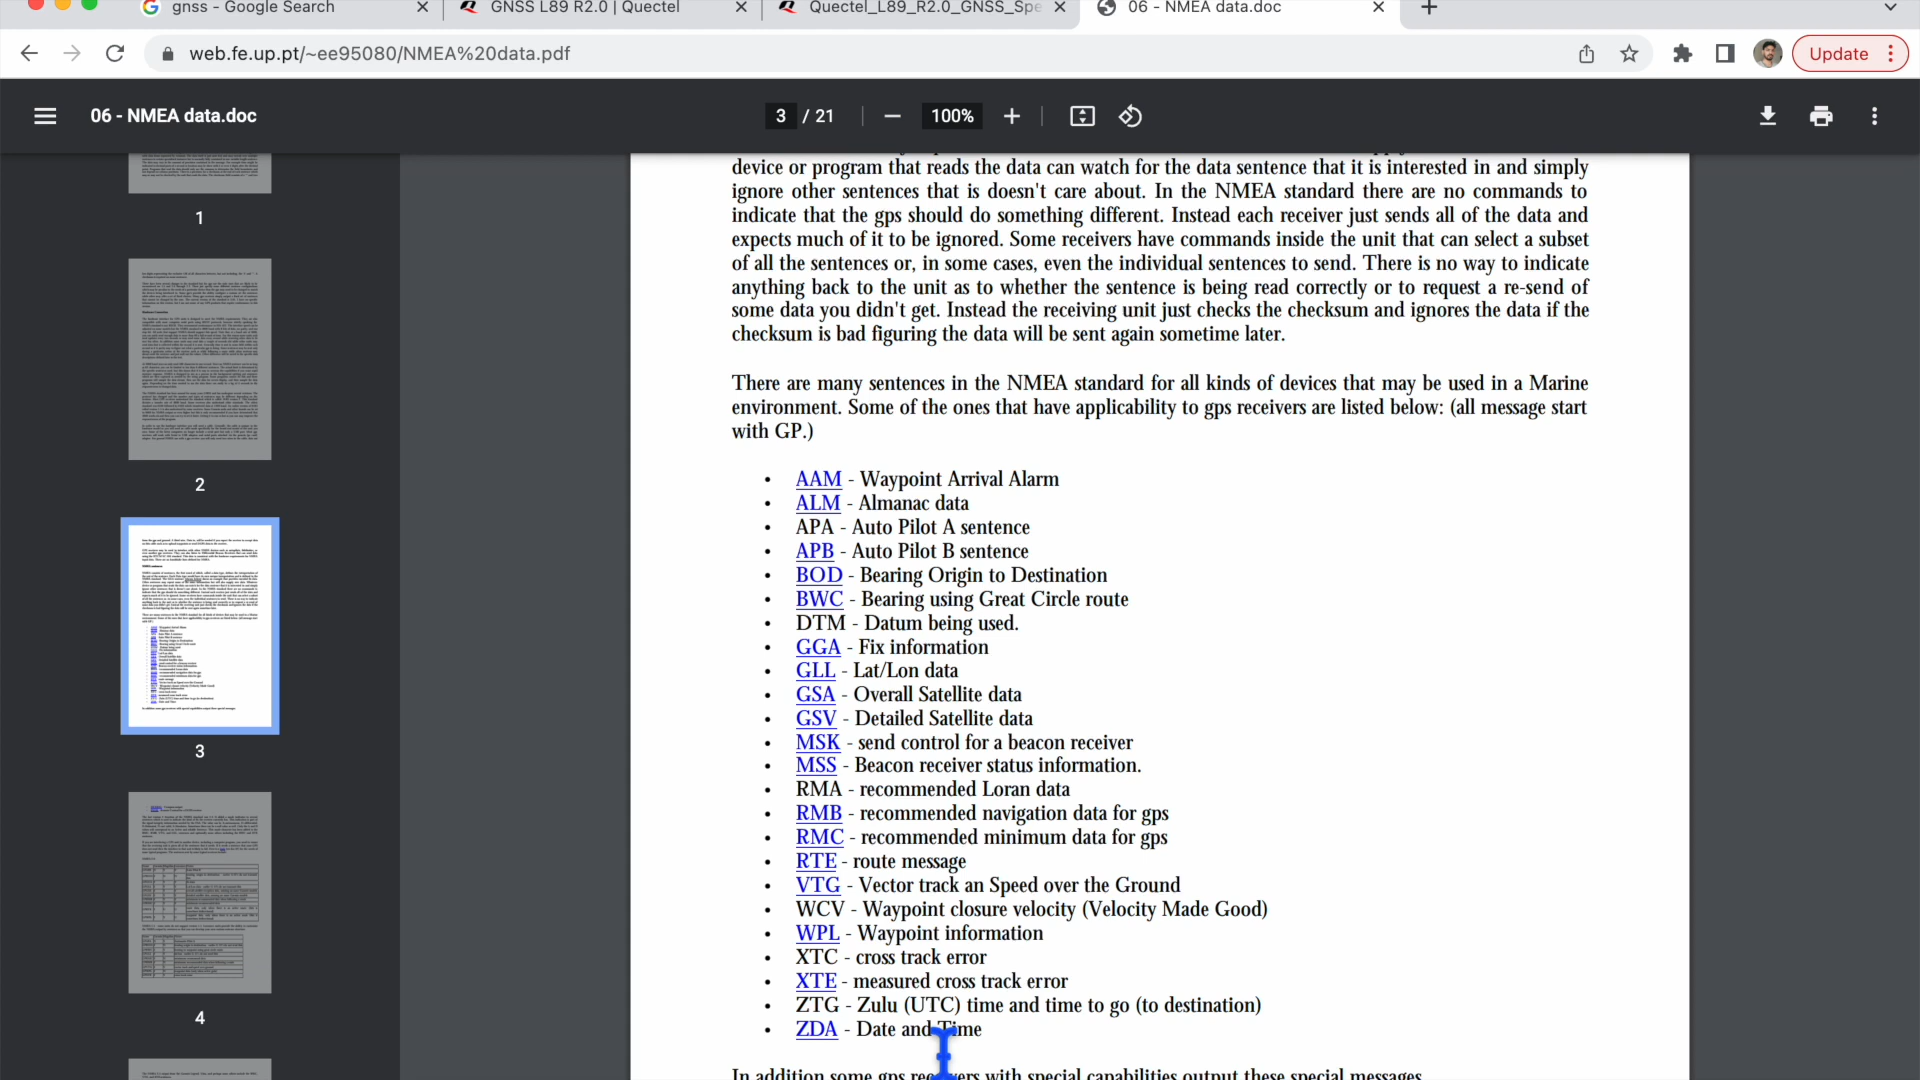 gnss - Google Search
GNSS L89 R2.0 | Quectel
Quectel_L89_R2.0_GNSS_Spe
06 - NMEA data.doc
web.fe.up.pt/~ee95080/NMEA%20data.pdf
Update
06 - NMEA data.doc
3 / 21
100%
1
2
3
4
device or program that reads the data can watch for the data sentence that it is interested in and simply
ignore other sentences that is doesn't care about. In the NMEA standard there are no commands to
indicate that the gps should do something different. Instead each receiver just sends all of the data and
expects much of it to be ignored. Some receivers have commands inside the unit that can select a subset
of all the sentences or, in some cases, even the individual sentences to send. There is no way to indicate
anything back to the unit as to whether the sentence is being read correctly or to request a re-send of
some data you didn't get. Instead the receiving unit just checks the checksum and ignores the data if the
checksum is bad figuring the data will be sent again sometime later.
There are many sentences in the NMEA standard for all kinds of devices that may be used in a Marine
environment. Some of the ones that have applicability to gps receivers are listed below: (all message start
with GP.)
• AAM - Waypoint Arrival Alarm
• ALM - Almanac data
• APA - Auto Pilot A sentence
• APB - Auto Pilot B sentence
• BOD - Bearing Origin to Destination
• BWC - Bearing using Great Circle route
• DTM - Datum being used.
• GGA - Fix information
• GLL - Lat/Lon data
• GSA - Overall Satellite data
• GSV - Detailed Satellite data
• MSK - send control for a beacon receiver
• MSS - Beacon receiver status information.
• RMA - recommended Loran data
• RMB - recommended navigation data for gps
• RMC - recommended minimum data for gps
• RTE - route message
• VTG - Vector track an Speed over the Ground
• WCV - Waypoint closure velocity (Velocity Made Good)
• WPL - Waypoint information
• XTC - cross track error
• XTE - measured cross track error
• ZTG - Zulu (UTC) time and time to go (to destination)
• ZDA - Date and Time
In addition some gps receivers with special capabilities output these special messages